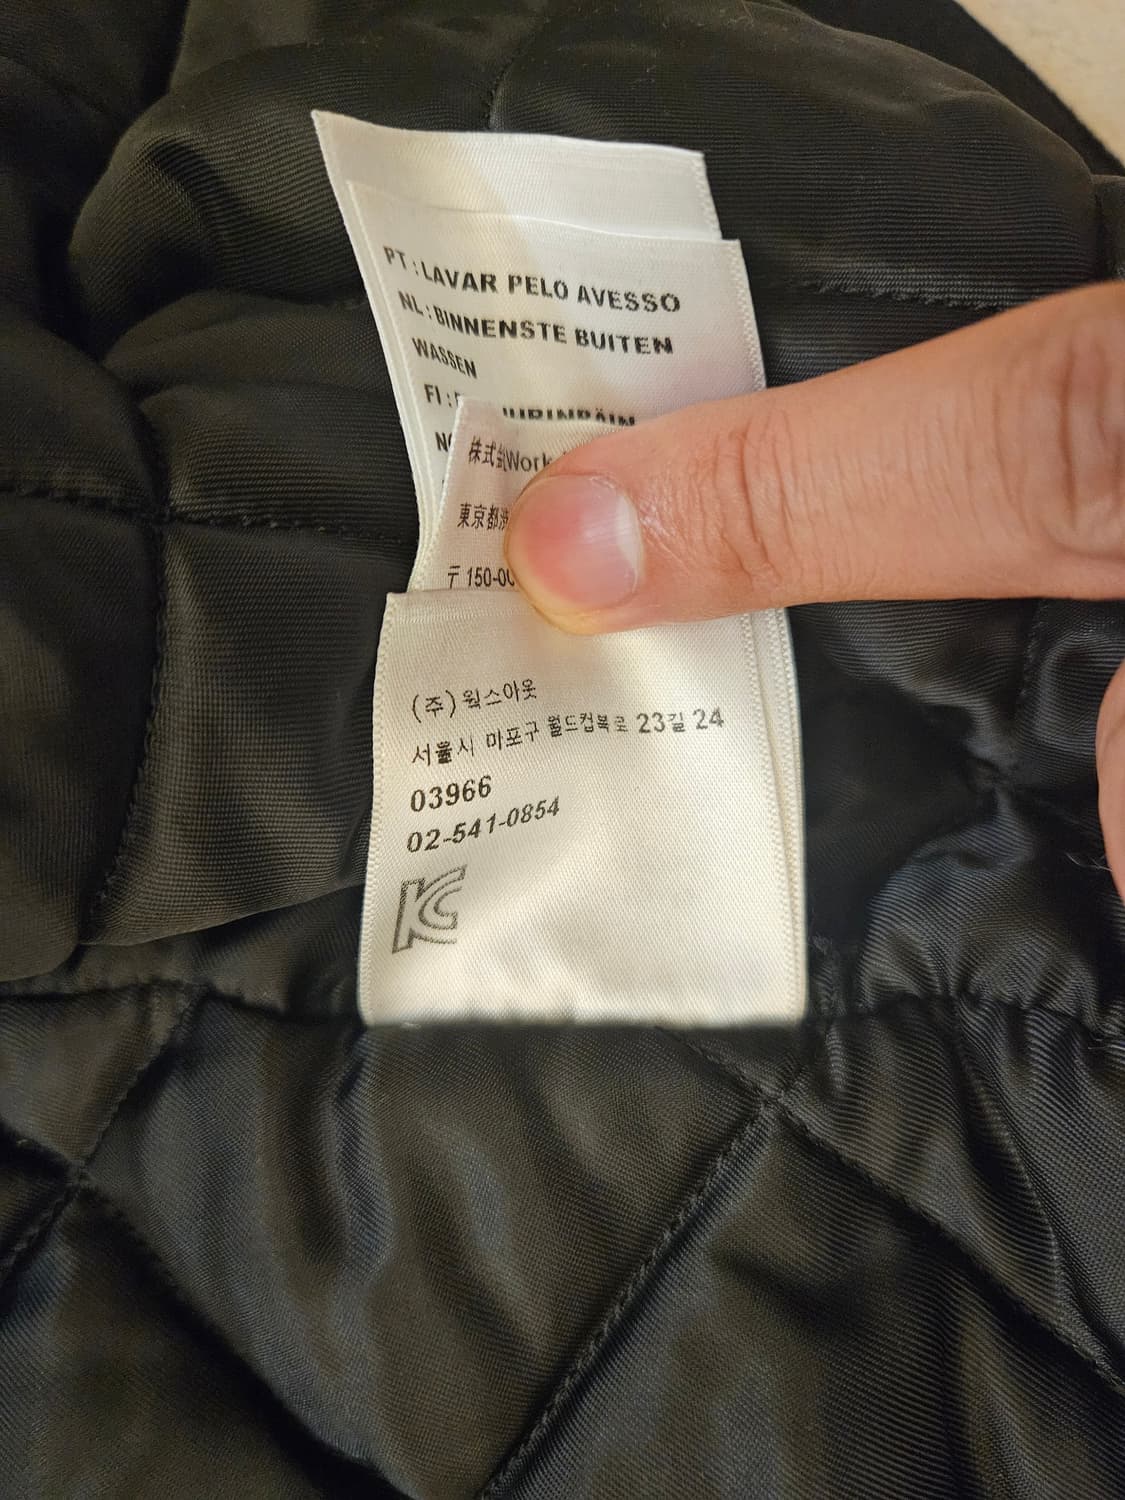 PT : LAVAR PELO AVESSO
NL : BINNENSTE BUITEN
WASSEN
FI :
株式会Work
東京都渋
〒 150-00
(주) 웍스아웃
서울시 마포구 월드컵북로 23길 24
03966
02-541-0854
KC